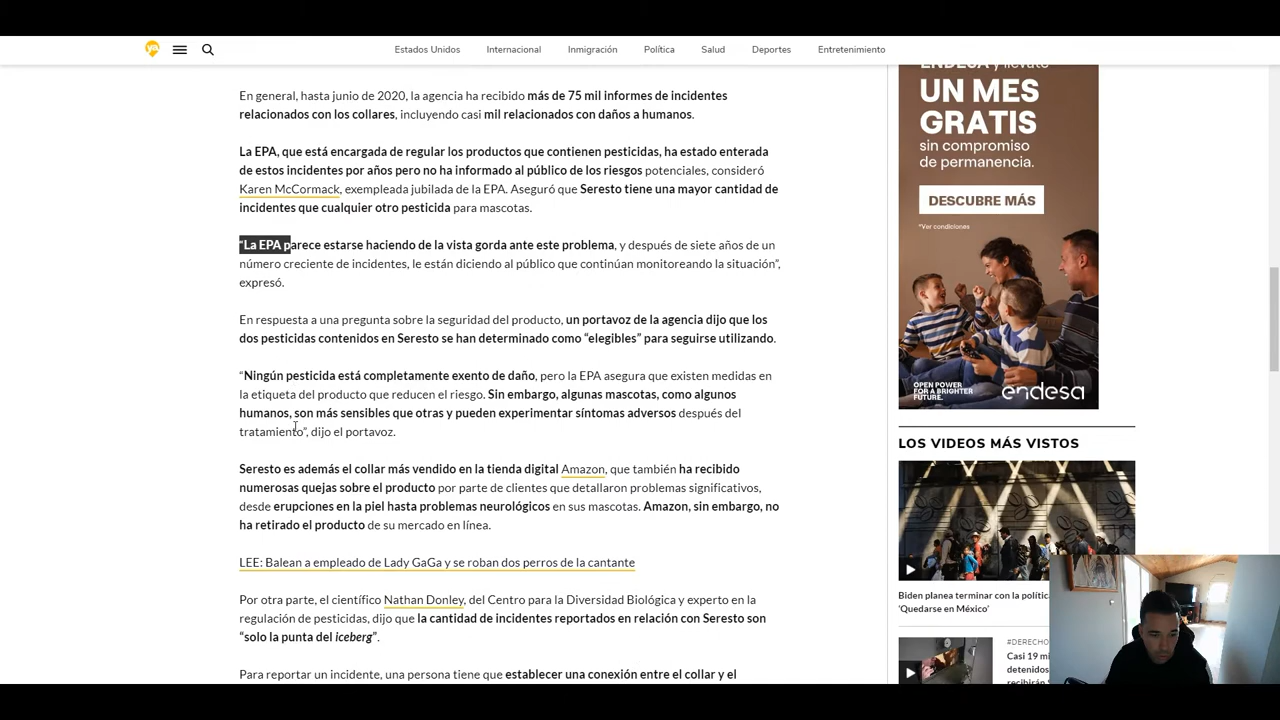 ya
Estados Unidos
Internacional
Inmigración
Política
Salud
Deportes
Entretenimiento
En general, hasta junio de 2020, la agencia ha recibido más de 75 mil informes de incidentes
relacionados con los collares, incluyendo casi mil relacionados con daños a humanos.
La EPA, que está encargada de regular los productos que contienen pesticidas, ha estado enterada
de estos incidentes por años pero no ha informado al público de los riesgos potenciales, consideró
Karen McCormack, exempleada jubilada de la EPA. Aseguró que Seresto tiene una mayor cantidad de
incidentes que cualquier otro pesticida para mascotas.
“La EPA parece estarse haciendo de la vista gorda ante este problema, y después de siete años de un
número creciente de incidentes, le están diciendo al público que continúan monitoreando la situación”,
expresó.
En respuesta a una pregunta sobre la seguridad del producto, un portavoz de la agencia dijo que los
dos pesticidas contenidos en Seresto se han determinado como “elegibles” para seguirse utilizando.
“Ningún pesticida está completamente exento de daño, pero la EPA asegura que existen medidas en
la etiqueta del producto que reducen el riesgo. Sin embargo, algunas mascotas, como algunos
humanos, son más sensibles que otras y pueden experimentar síntomas adversos después del
tratamiento”, dijo el portavoz.
Seresto es además el collar más vendido en la tienda digital Amazon, que también ha recibido
numerosas quejas sobre el producto por parte de clientes que detallaron problemas significativos,
desde erupciones en la piel hasta problemas neurológicos en sus mascotas. Amazon, sin embargo, no
ha retirado el producto de su mercado en línea.
LEE: Balean a empleado de Lady GaGa y se roban dos perros de la cantante
Por otra parte, el científico Nathan Donley, del Centro para la Diversidad Biológica y experto en la
regulación de pesticidas, dijo que la cantidad de incidentes reportados en relación con Seresto son
“solo la punta del iceberg”.
Para reportar un incidente, una persona tiene que establecer una conexión entre el collar y el
ENDESA y llévate
UN MES
GRATIS
sin compromiso
de permanencia.
DESCUBRE MÁS
*Ver condiciones
OPEN POWER
FOR A BRIGHTER
FUTURE.
endesa
LOS VIDEOS MÁS VISTOS
Biden planea terminar con la polític
‘Quedarse en México’
#DERECHO
Casi 19 mi
detenidos
recibirán